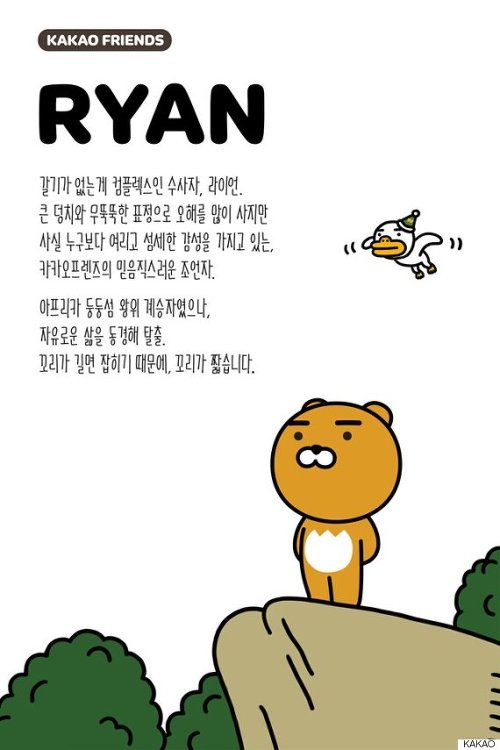 KAKAO FRIENDS
RYAN
갈기가 없는게 컴플렉스인 수사자, 라이언.
큰 덩치와 무뚝뚝한 표정으로 오해를 많이 사지만
사실 누구보다 여리고 섬세한 감성을 가지고 있는,
카카오프렌즈의 믿음직스러운 조언자.
아프리카 둥둥섬 왕위 계승자였으나,
자유로운 삶을 동경해 탈출.
꼬리가 길면 잡히기 때문에, 꼬리가 짧습니다.
KAKAO